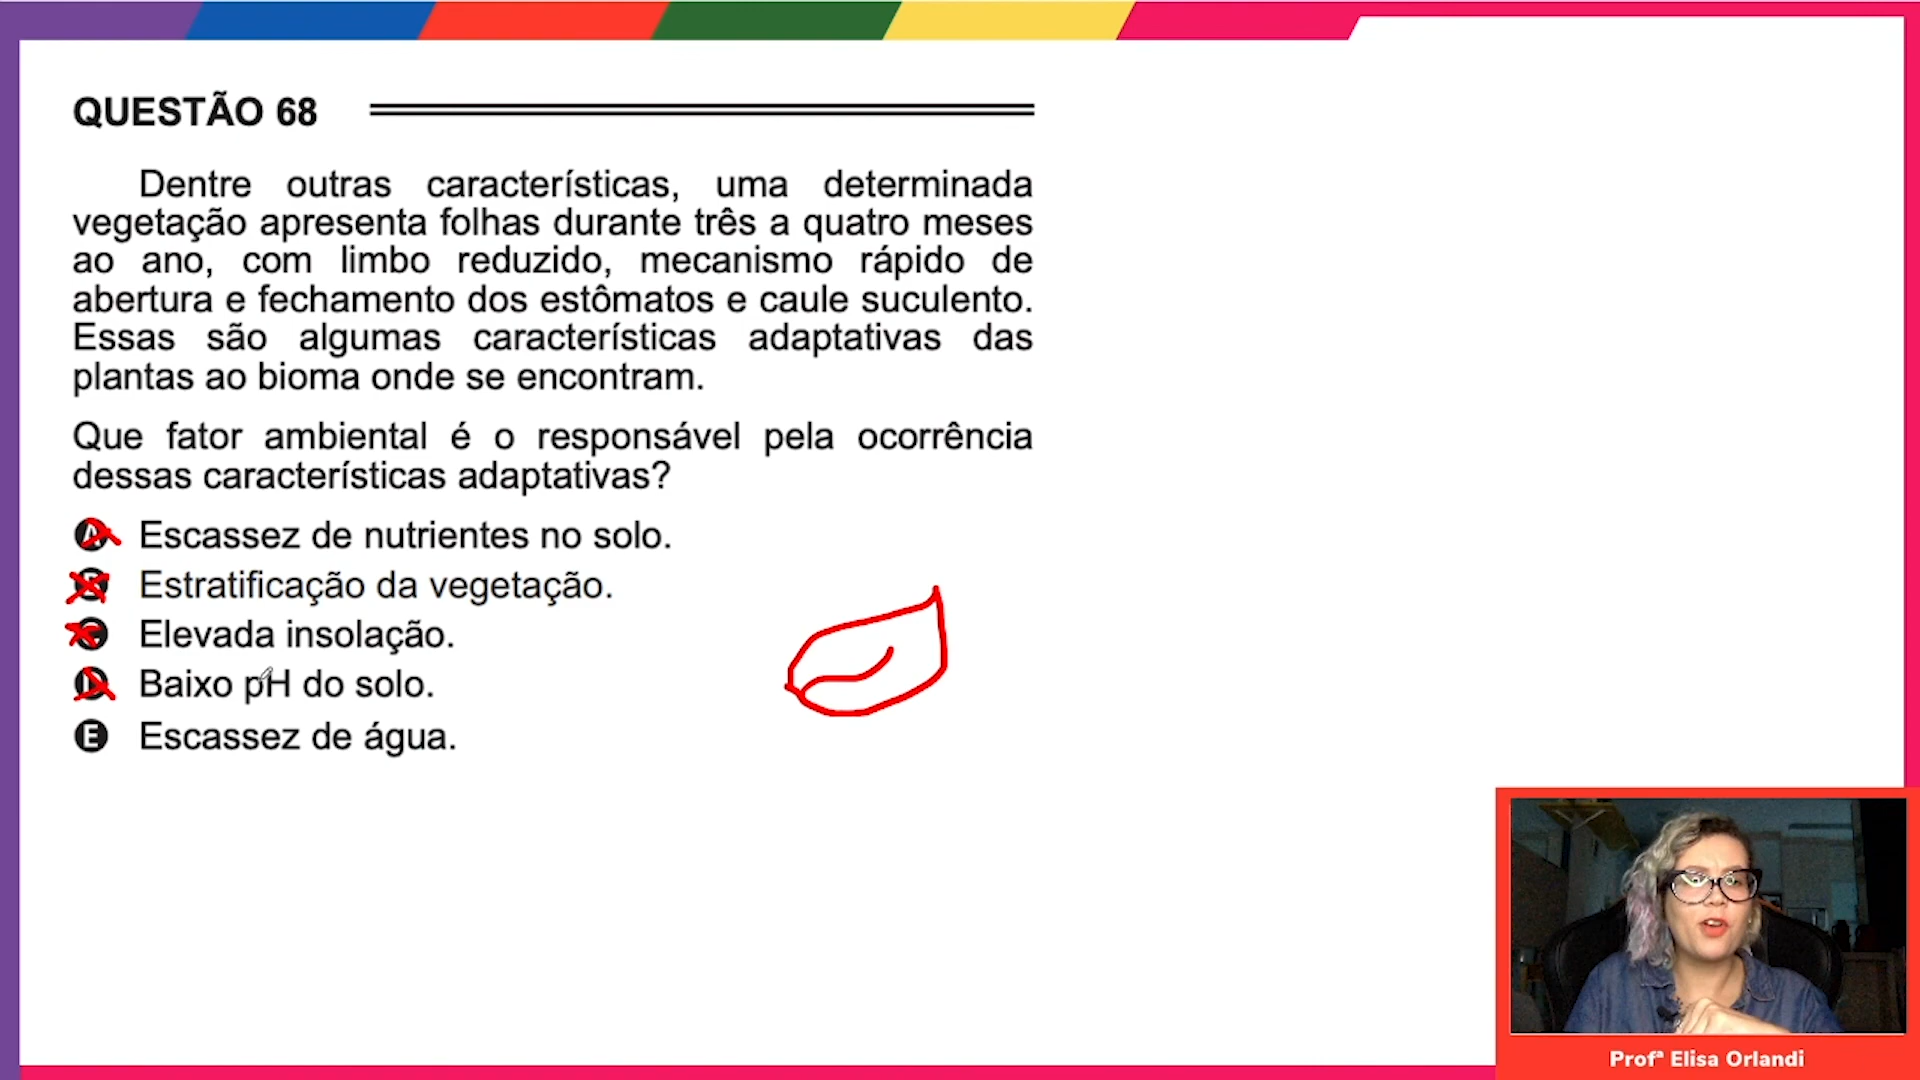 QUESTÃO 68
Dentre outras características, uma determinada
vegetação apresenta folhas durante três a quatro meses
ao ano, com limbo reduzido, mecanismo rápido de
abertura e fechamento dos estômatos e caule suculento.
Essas são algumas características adaptativas das
plantas ao bioma onde se encontram.
Que fator ambiental é o responsável pela ocorrência
dessas características adaptativas?
A Escassez de nutrientes no solo.
B Estratificação da vegetação.
C Elevada insolação.
D Baixo pH do solo.
E Escassez de água.
Profª Elisa Orlandi